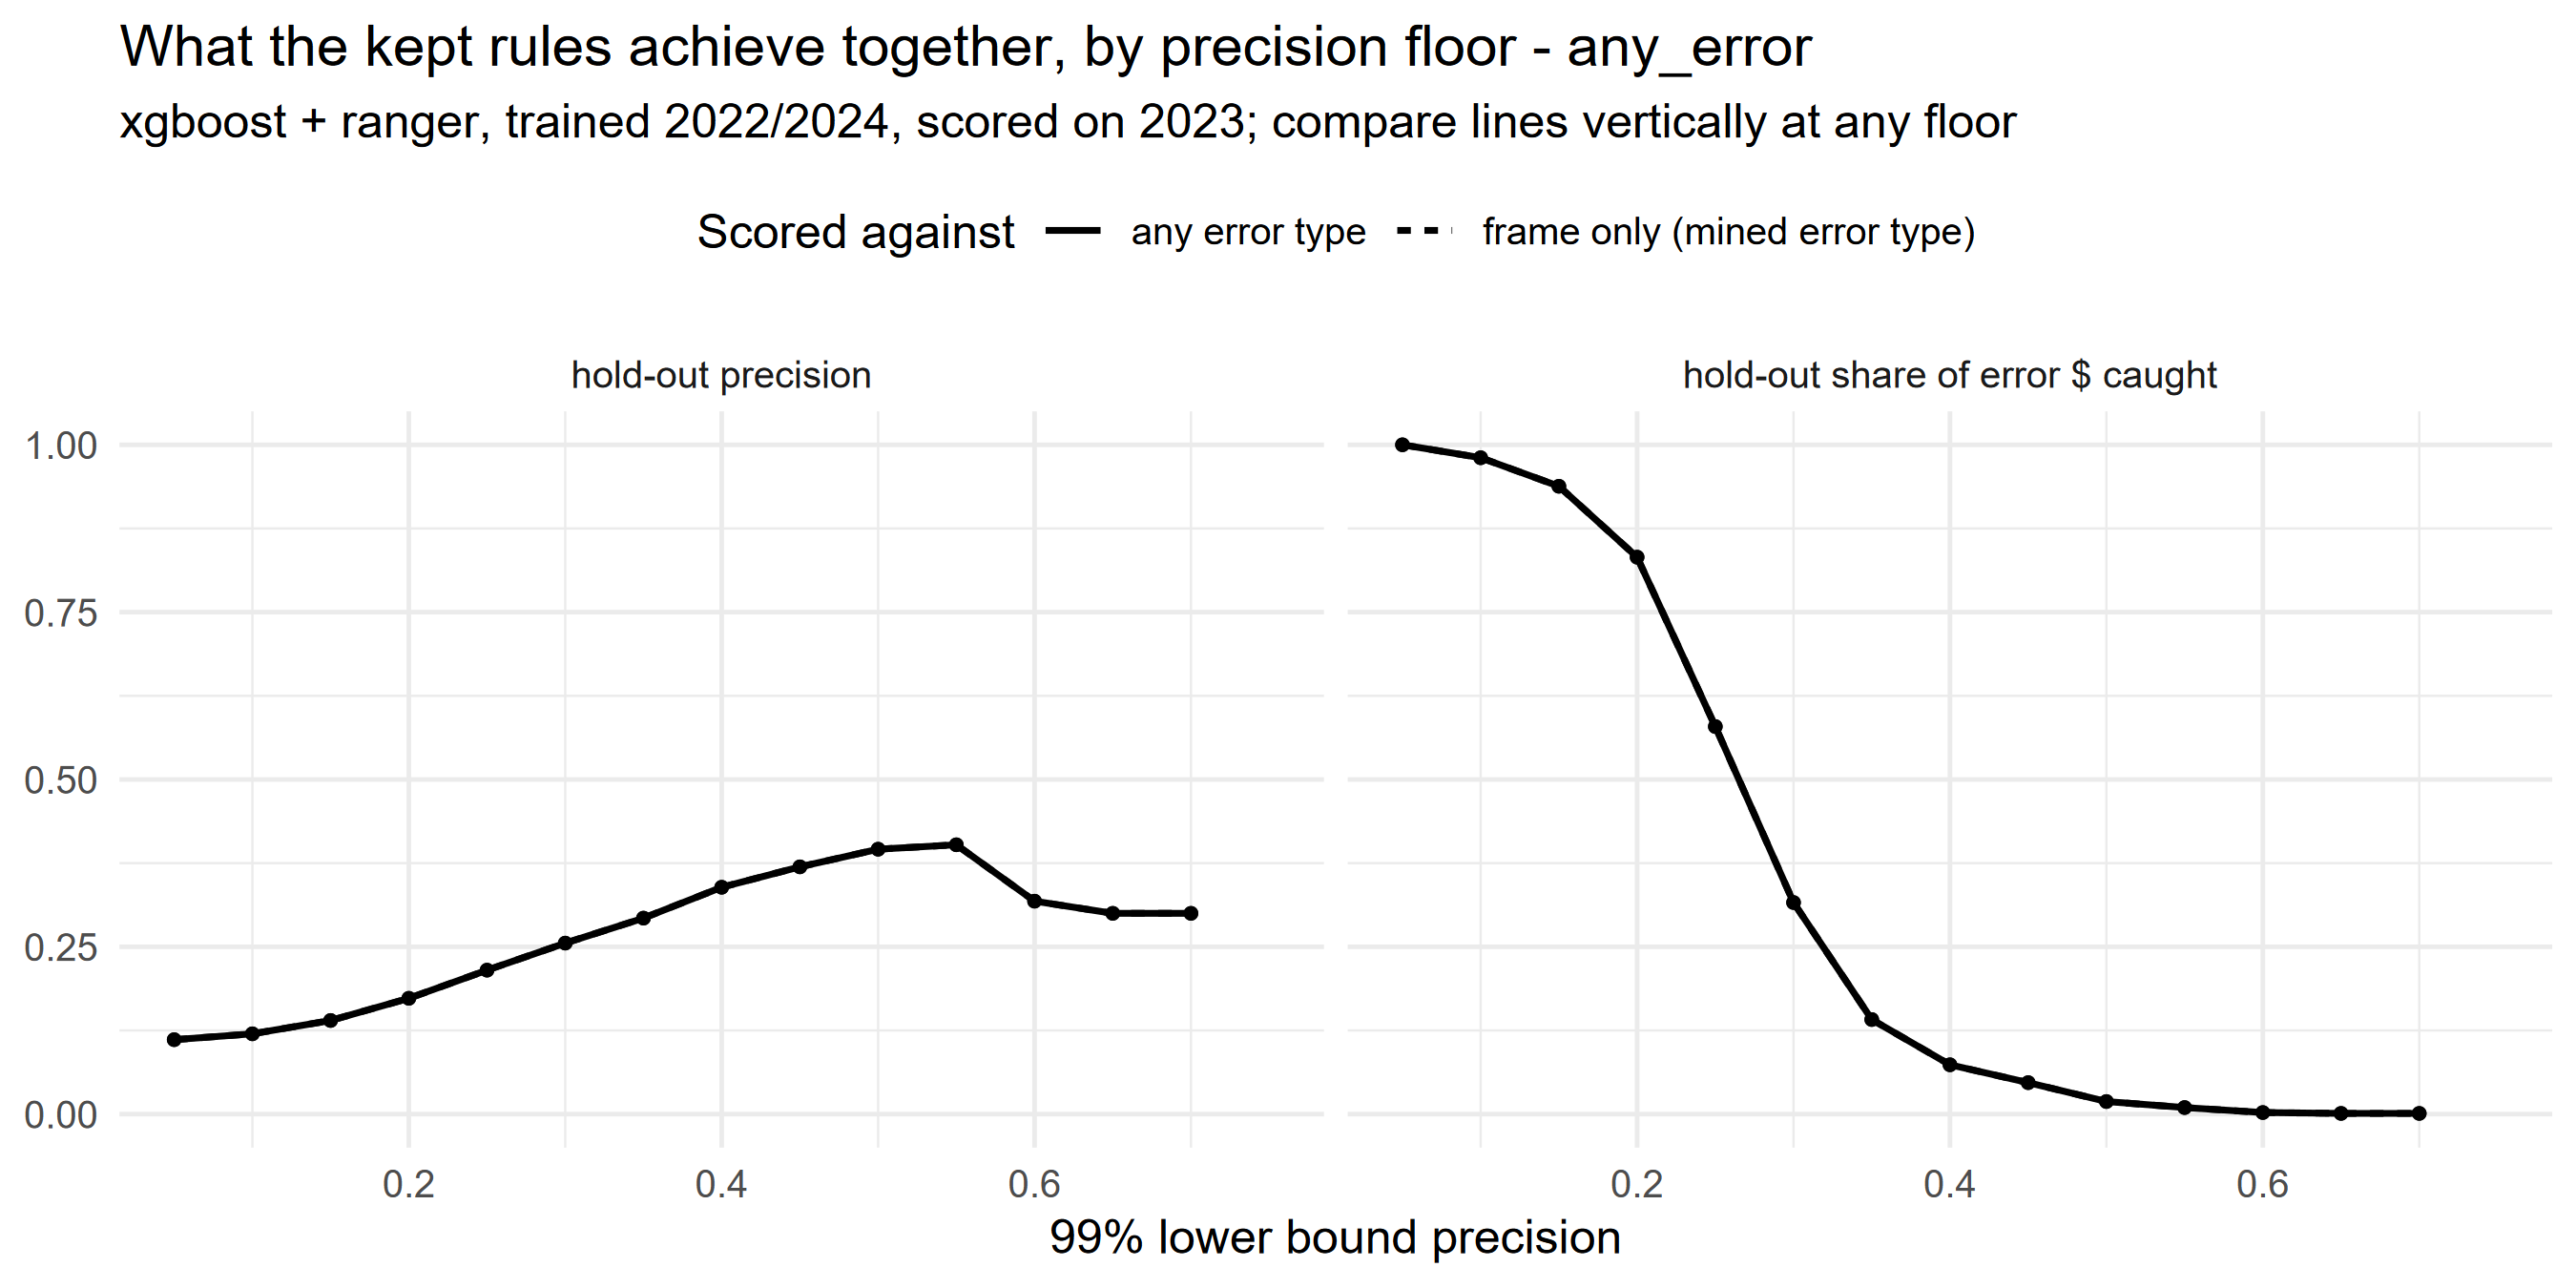 What the kept rules achieve together, by precision floor - any_error
xgboost + ranger, trained 2022/2024, scored on 2023; compare lines vertically at any floor
Scored against any error type frame only (mined error type)
hold-out precision hold-out share of error $ caught
1.00
0.75
0.50
0.25
0.00
0.2 0.4 0.6 0.2 0.4 0.6
99% lower bound precision